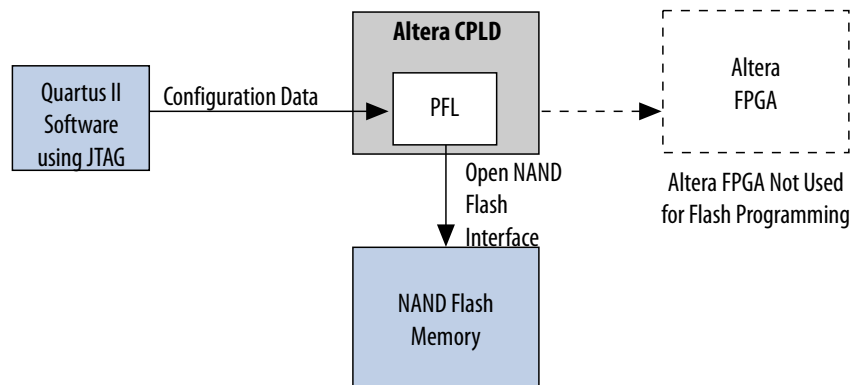 Altera CPLD
Quartus II
Software
using JTAG
Configuration Data
PFL
Altera
FPGA
Open NAND
Flash
Interface
Altera FPGA Not Used
for Flash Programming
NAND Flash
Memory